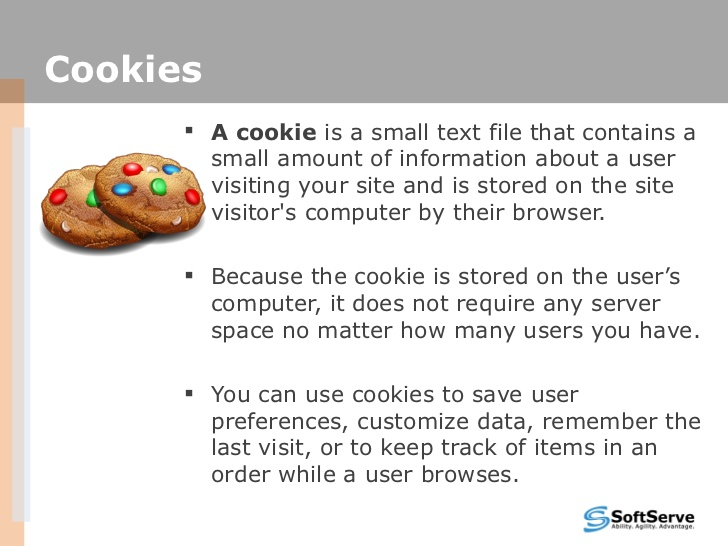 Cookies
▪ A cookie is a small text file that contains a
small amount of information about a user
visiting your site and is stored on the site
visitor's computer by their browser.
▪ Because the cookie is stored on the user’s
computer, it does not require any server
space no matter how many users you have.
▪ You can use cookies to save user
preferences, customize data, remember the
last visit, or to keep track of items in an
order while a user browses.
SoftServe
Ability. Agility. Advantage.